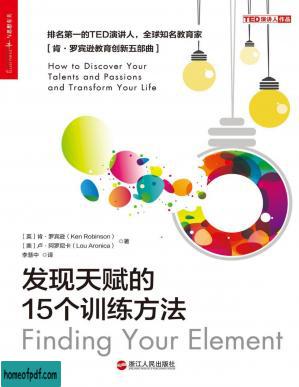 TED演讲人作品
排名第一的TED演讲人，全球知名教育家
[ 肯·罗宾逊教育创新五部曲 ]
How to Discover Your
Talents and Passions
and Transform Your Life
[英] 肯·罗宾逊 (Ken Robinson)
[美] 卢·阿罗尼卡 (Lou Aronica)
著
李慧中 译
发现天赋的
15个训练方法
Finding Your Element
浙江人民出版社
homeofpdf.com